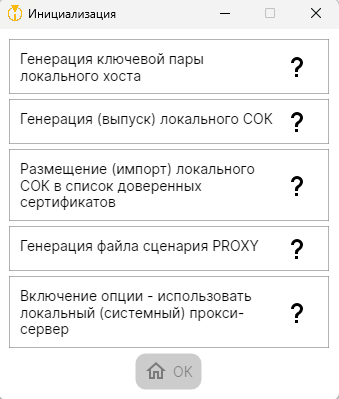 Инициализация
Генерация ключевой пары
локального хоста
?
Генерация (выпуск) локального СОК
?
Размещение (импорт) локального
СОК в список доверенных
сертификатов
?
Генерация файла сценария PROXY
?
Включение опции - использовать
локальный (системный) прокси-
сервер
?
OK